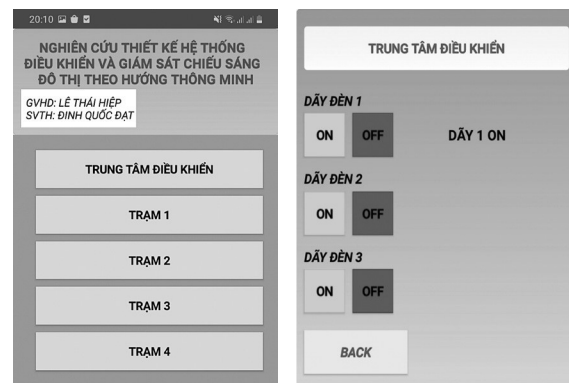 20:10
NGHIÊN CỨU THIẾT KẾ HỆ THỐNG
ĐIỀU KHIỂN VÀ GIÁM SÁT CHIẾU SÁNG
ĐÔ THỊ THEO HƯỚNG THÔNG MINH
GVHD: LÊ THÁI HIỆP
SVTH: ĐINH QUỐC ĐẠT
TRUNG TÂM ĐIỀU KHIỂN
TRẠM 1
TRẠM 2
TRẠM 3
TRẠM 4
TRUNG TÂM ĐIỀU KHIỂN
DÃY ĐÈN 1
ON OFF DÃY 1 ON
DÃY ĐÈN 2
ON OFF
DÃY ĐÈN 3
ON OFF
BACK